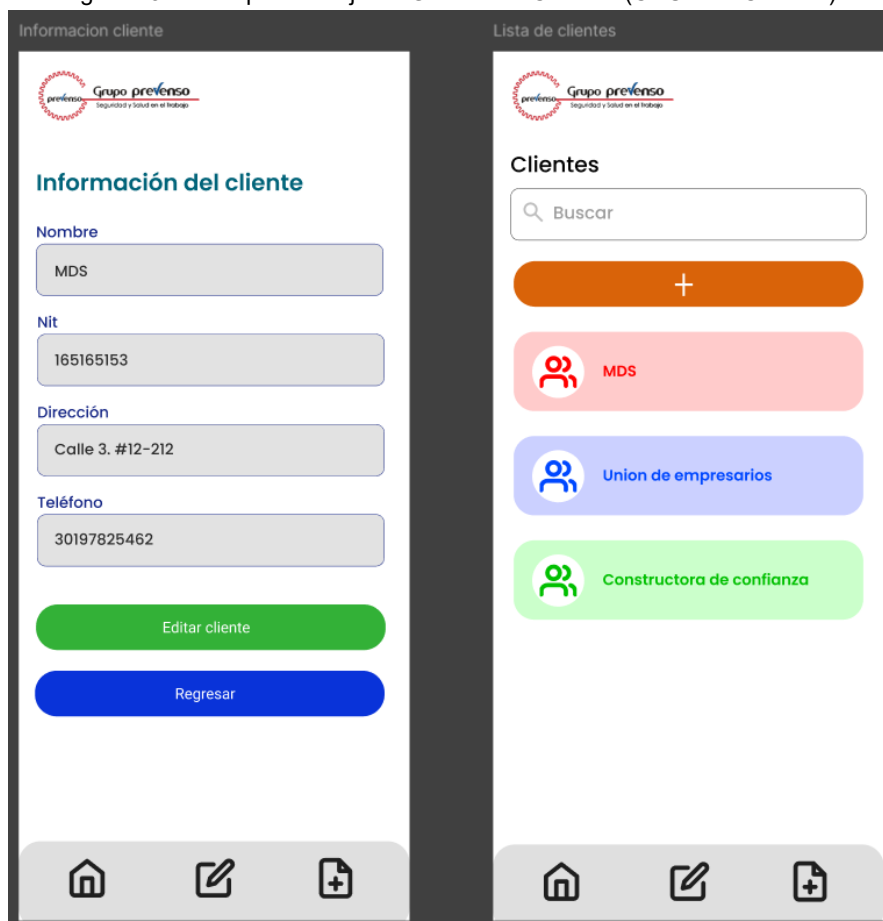 Informacion cliente
prevenso
Grupo prevenso
Seguridad y Salud en el trabajo
Información del cliente
Nombre
MDS
Nit
165165153
Dirección
Calle 3. #12-212
Teléfono
30197825462
Editar cliente
Regresar
Lista de clientes
prevenso
Grupo prevenso
Seguridad y Salud en el trabajo
Clientes
Buscar
+
MDS
Union de empresarios
Constructora de confianza